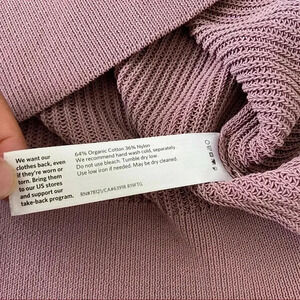 We want our
clothes back, even
if they're worn or
torn. Bring them
to our US stores
and support our
take-back program.
64% Organic Cotton 36% Nylon
We recommend hand wash cold, separately.
Do not use bleach. Tumble dry low.
Use low iron if needed. May be dry cleaned.